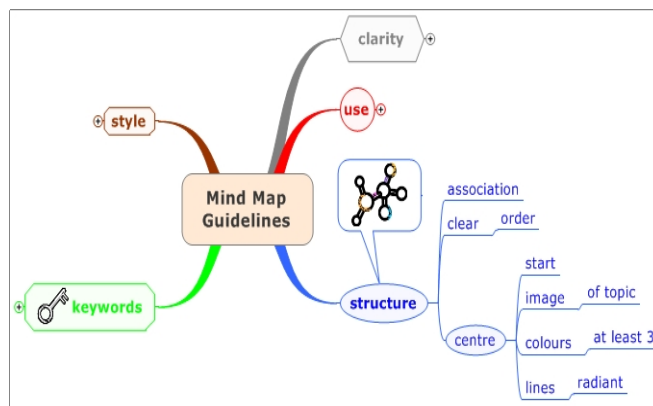 clarity
use
style
Mind Map
Guidelines
keywords
structure
association
clear
order
centre
start
image
of topic
colours
at least 3
lines
radiant